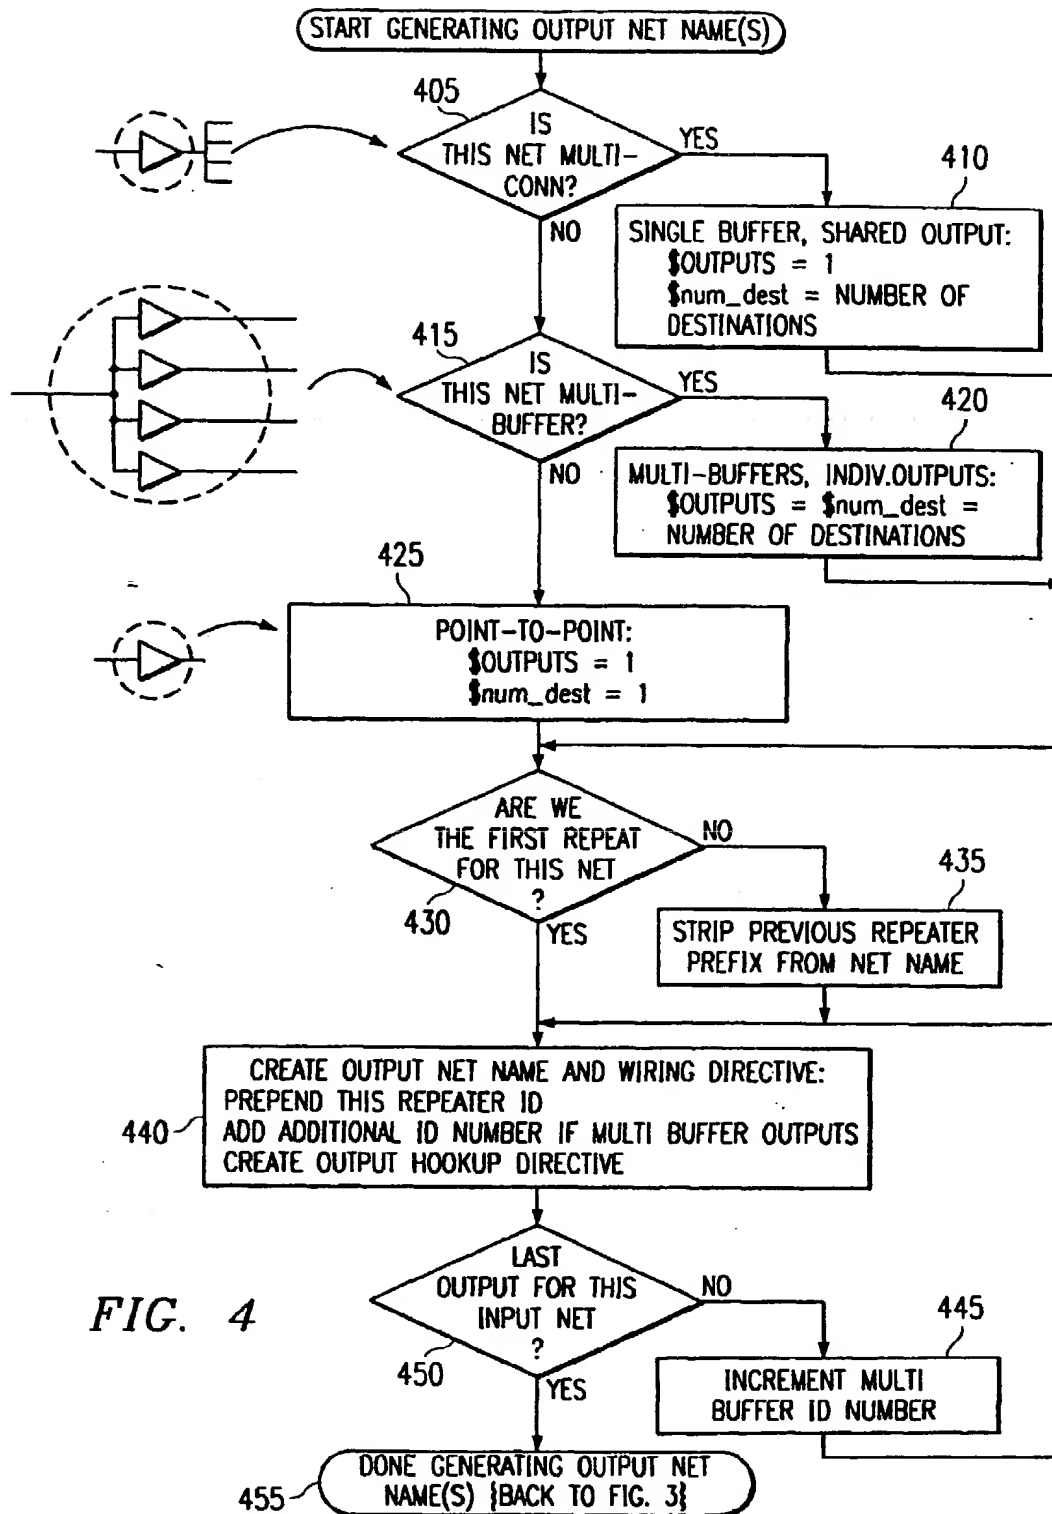 START GENERATING OUTPUT NET NAME(S)
405
IS
THIS NET MULTI-
CONN?
YES
NO
410
SINGLE BUFFER, SHARED OUTPUT:
$OUTPUTS = 1
$num_dest = NUMBER OF
DESTINATIONS
415
IS
THIS NET MULTI-
BUFFER?
YES
NO
420
MULTI-BUFFERS, INDIV.OUTPUTS:
$OUTPUTS = $num_dest =
NUMBER OF DESTINATIONS
425
POINT-TO-POINT:
$OUTPUTS = 1
$num_dest = 1
ARE WE
THE FIRST REPEAT
FOR THIS NET
?
430
NO
YES
435
STRIP PREVIOUS REPEATER
PREFIX FROM NET NAME
440
CREATE OUTPUT NET NAME AND WIRING DIRECTIVE:
PREPEND THIS REPEATER ID
ADD ADDITIONAL ID NUMBER IF MULTI BUFFER OUTPUTS
CREATE OUTPUT HOOKUP DIRECTIVE
LAST
OUTPUT FOR THIS
INPUT NET
?
450
NO
YES
445
INCREMENT MULTI
BUFFER ID NUMBER
FIG. 4
455
DONE GENERATING OUTPUT NET
NAME(S) {BACK TO FIG. 3}